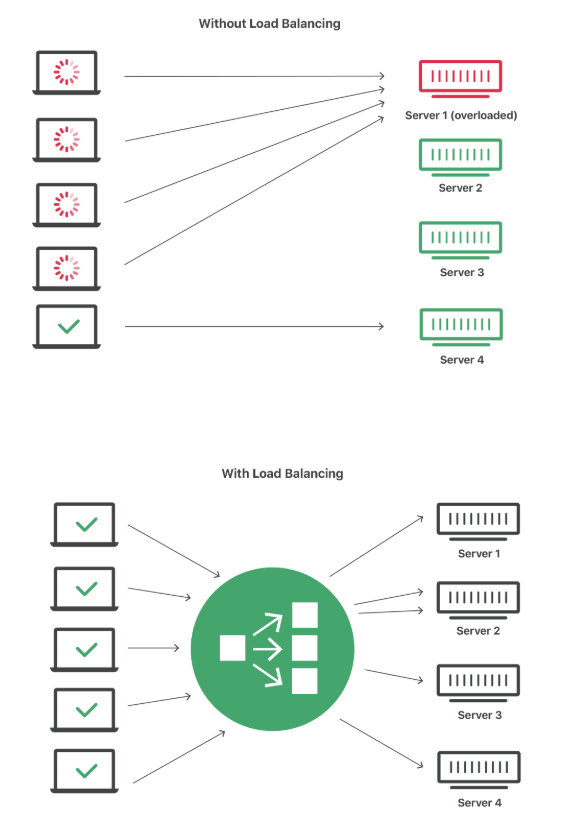 Without Load Balancing
Server 1 (overloaded)
Server 2
Server 3
Server 4
With Load Balancing
Server 1
Server 2
Server 3
Server 4